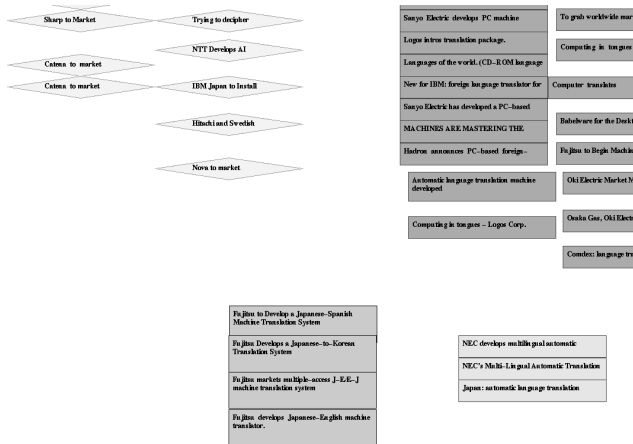 Sharp to Market
Trying to decipher
NTT Develops AI
Catena to market
Catena to market
IBM Japan to Install
Hitachi and Swedish
Nova to market
Sanyo Electric develops PC machine
Logos intros translation package.
Languages of the world. (CD-ROM language
New for IBM: foreign language translator for
Sanyo Electric has developed a PC-based
MACHINES ARE MASTERING THE
Hadron announces PC-based foreign-
Automatic language translation machine
developed
Computing in tongues - Logos Corp.
To grab worldwide mar
Computing in tongues
Computer translates
Babelware for the Deskt
Fujitsu to Begin Machin
Oki Electric Market M
Osaka Gas, Oki Elect
Comdex: language tra
Fujitsu to Develop a Japanese-Spanish
Machine Translation System
Fujitsu Develops a Japanese-to-Korean
Translation System
Fujitsu markets multiple-access J-E/E-J
machine translation system
Fujitsu develops Japanese-English machine
translator.
NEC develops multilingual automatic
NEC's Multi-Lingual Automatic Translation
Japan: automatic language translation